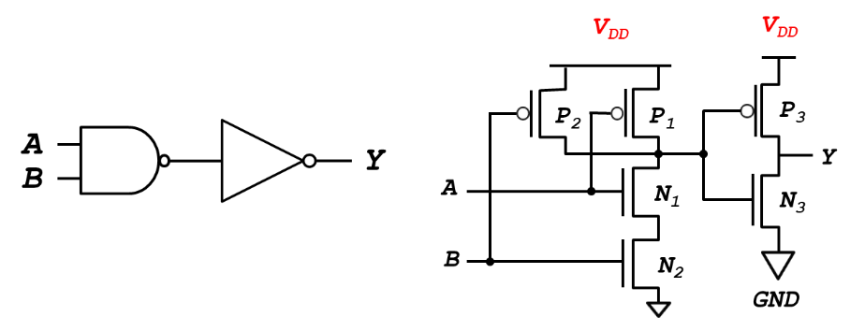 A
B
Y
V_DD
V_DD
P_2
P_1
P_3
A
N_1
Y
N_3
B
N_2
GND